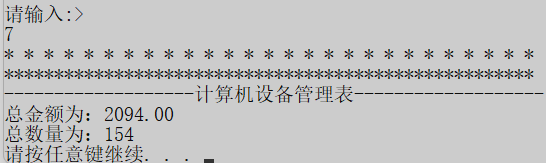 请输入:>
7
* * * * * * * * * * * * * * * * * * * * * * * * * * *
*****************************************************
-------------------计算机设备管理表-------------------
总金额为：2094.00
总数量为：154
请按任意键继续. . .